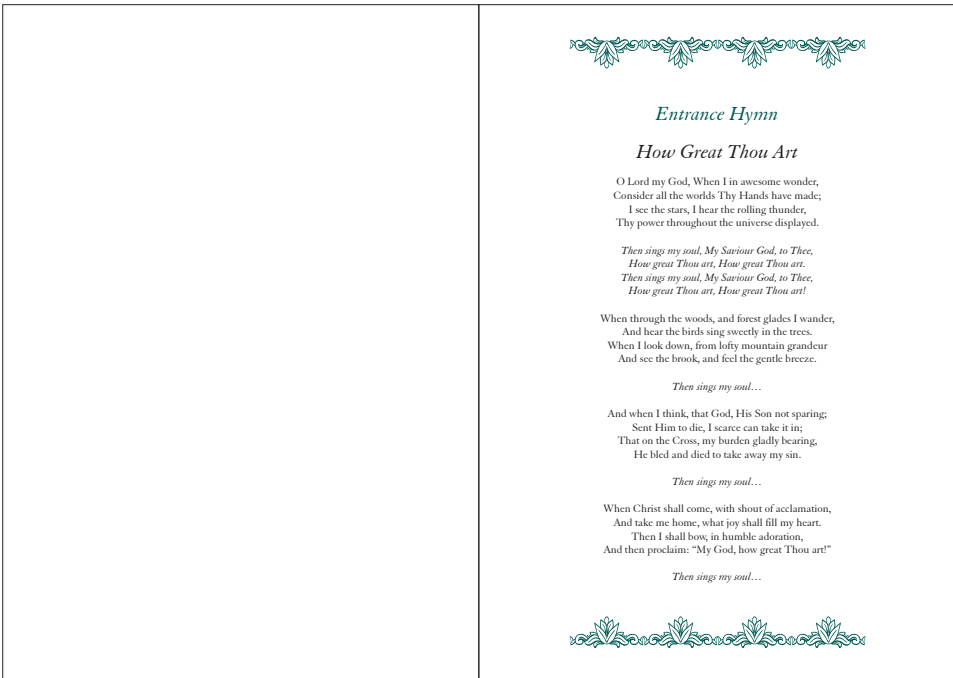 Entrance Hymn
How Great Thou Art
O Lord my God, When I in awesome wonder,
Consider all the worlds Thy Hands have made;
I see the stars, I hear the rolling thunder,
Thy power throughout the universe displayed.
Then sings my soul, My Saviour God, to Thee,
How great Thou art, How great Thou art.
Then sings my soul, My Saviour God, to Thee,
How great Thou art, How great Thou art!
When through the woods, and forest glades I wander,
And hear the birds sing sweetly in the trees.
When I look down, from lofty mountain grandeur
And see the brook, and feel the gentle breeze.
Then sings my soul…
And when I think, that God, His Son not sparing;
Sent Him to die, I scarce can take it in;
That on the Cross, my burden gladly bearing,
He bled and died to take away my sin.
Then sings my soul…
When Christ shall come, with shout of acclamation,
And take me home, what joy shall fill my heart.
Then I shall bow, in humble adoration,
And then proclaim: “My God, how great Thou art!”
Then sings my soul…